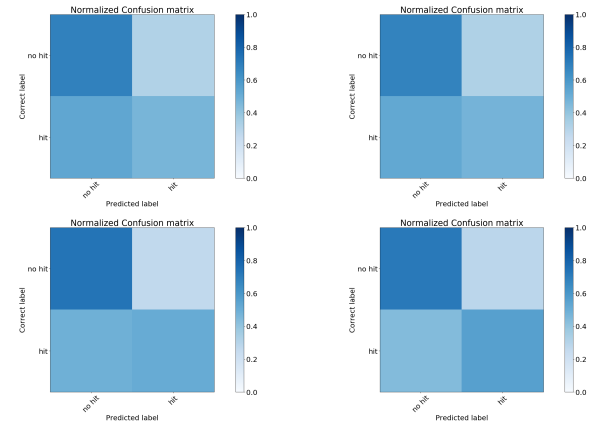 Normalized Confusion matrix
Correct label
no hit
hit
no hit
hit
Predicted label
1.0
0.8
0.6
0.4
0.2
0.0
Normalized Confusion matrix
Correct label
no hit
hit
no hit
hit
Predicted label
1.0
0.8
0.6
0.4
0.2
0.0
Normalized Confusion matrix
Correct label
no hit
hit
no hit
hit
Predicted label
1.0
0.8
0.6
0.4
0.2
0.0
Normalized Confusion matrix
Correct label
no hit
hit
no hit
hit
Predicted label
1.0
0.8
0.6
0.4
0.2
0.0